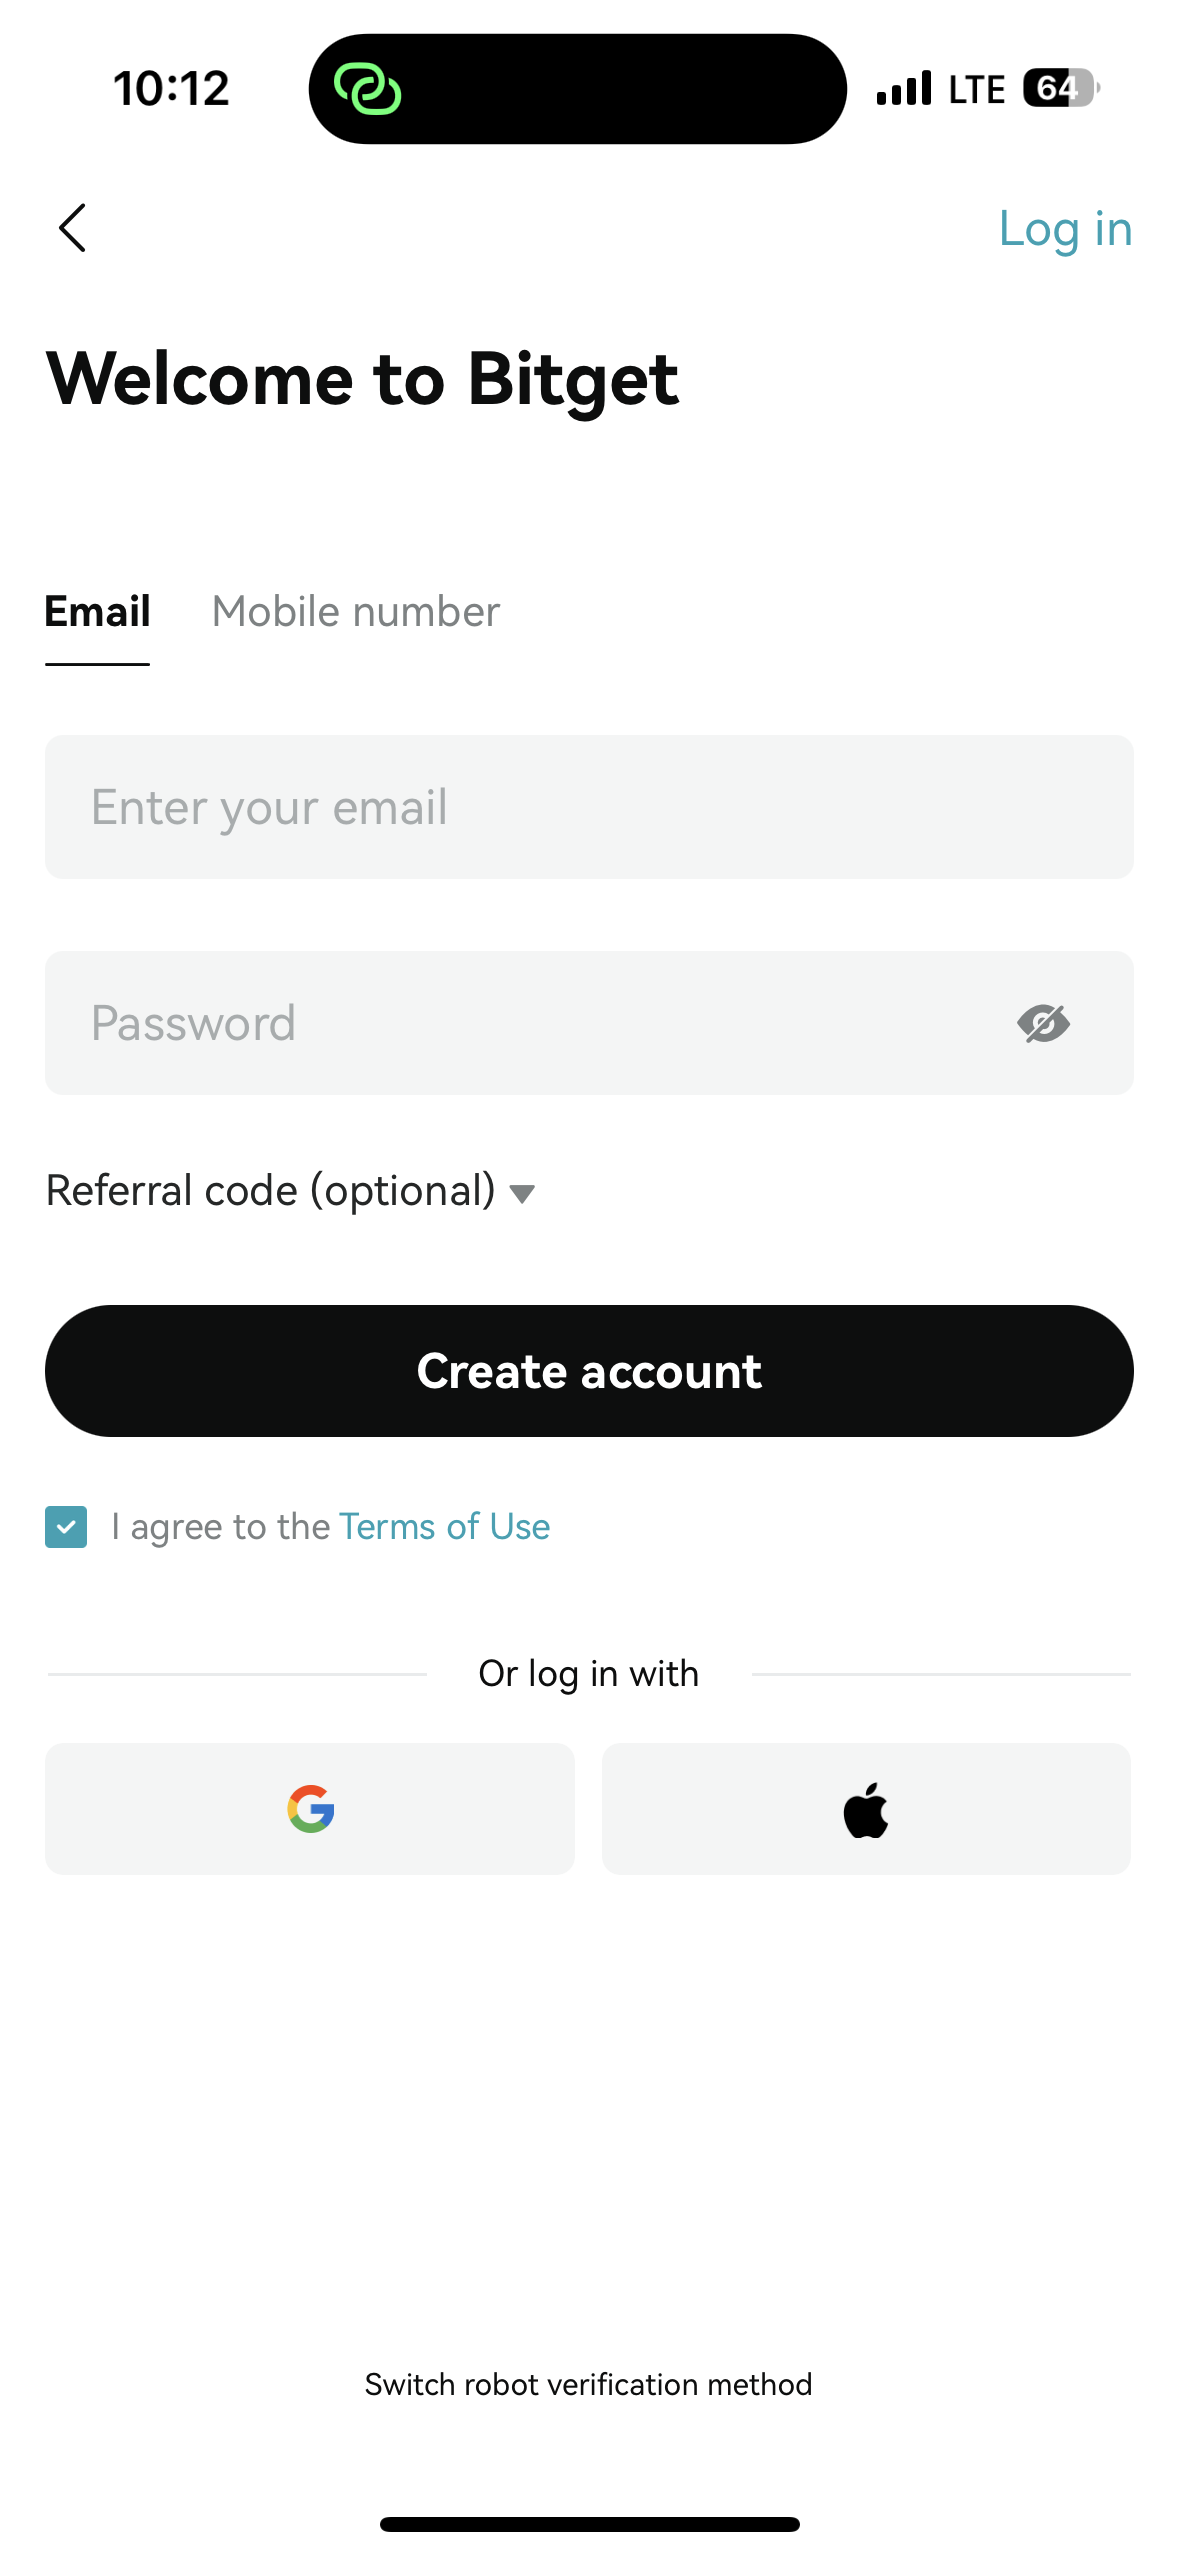 10:12
LTE
64
Log in
Welcome to Bitget
Email
Mobile number
Enter your email
Password
Referral code (optional)
Create account
I agree to the Terms of Use
Or log in with
Switch robot verification method